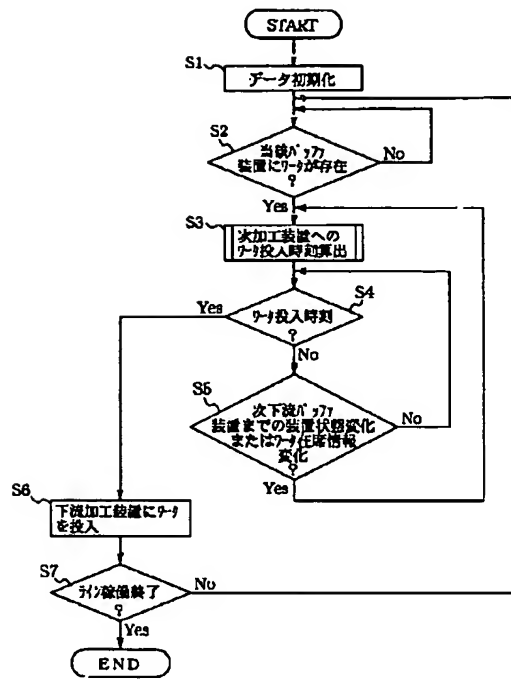 START
S1
データ初期化
S2
当該バッファ
装置にワークが存在
?
No
Yes
S3
次加工装置への
ワーク投入時刻算出
S4
Yes
ワーク投入時刻
?
No
S5
次下流バッファ
装置までの装置状態変化
またはワーク在席情報
変化
?
No
Yes
S6
下流加工装置にワーク
を投入
S7
ライン稼働終了
?
No
Yes
END